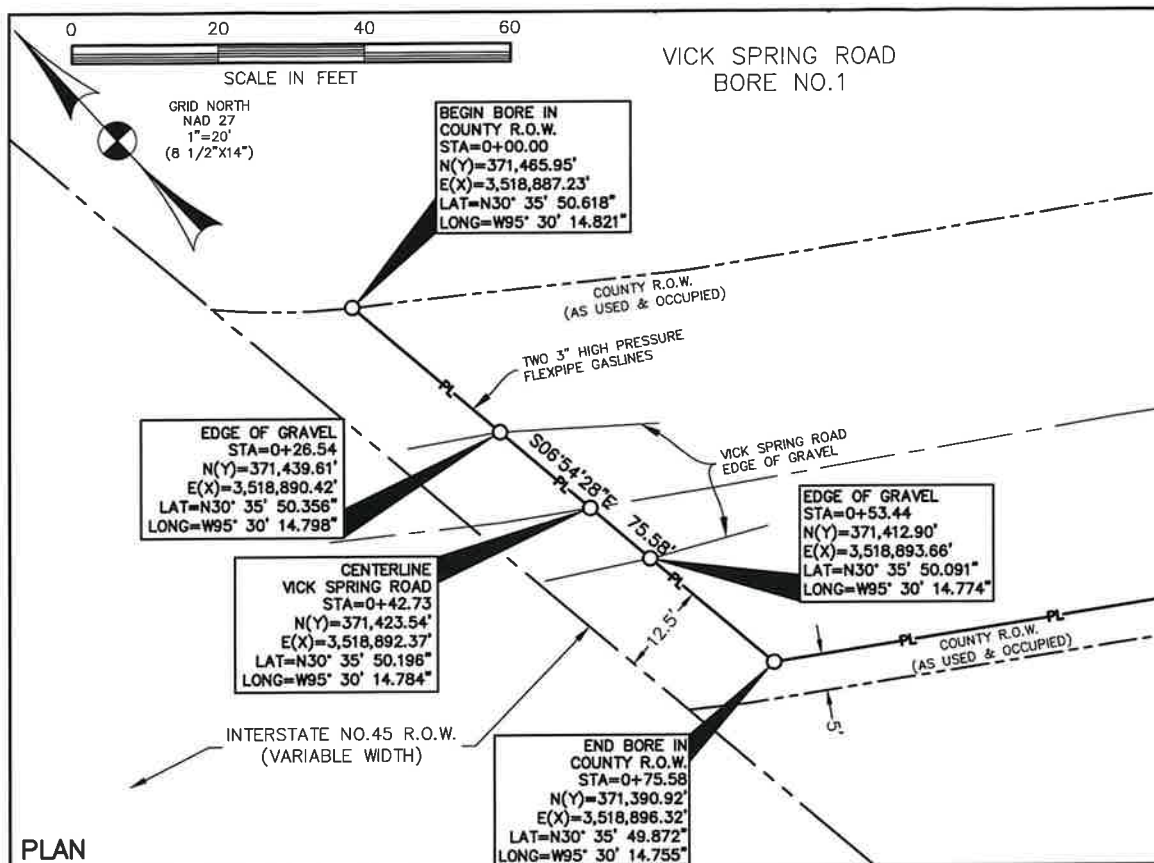 0 20 40 60
SCALE IN FEET
VICK SPRING ROAD
BORE NO.1
GRID NORTH
NAD 27
1"=20'
(8 1/2"X14")
BEGIN BORE IN
COUNTY R.O.W.
STA=0+00.00
N(Y)=371,465.95'
E(X)=3,518,887.23'
LAT=N30° 35' 50.618"
LONG=W95° 30' 14.821"
COUNTY R.O.W.
(AS USED & OCCUPIED)
TWO 3" HIGH PRESSURE
FLEXPIPE GASLINES
PL
EDGE OF GRAVEL
STA=0+26.54
N(Y)=371,439.61'
E(X)=3,518,890.42'
LAT=N30° 35' 50.356"
LONG=W95° 30' 14.798"
S06°54'28"E 75.58'
PL
VICK SPRING ROAD
EDGE OF GRAVEL
EDGE OF GRAVEL
STA=0+53.44
N(Y)=371,412.90'
E(X)=3,518,893.66'
LAT=N30° 35' 50.091"
LONG=W95° 30' 14.774"
CENTERLINE
VICK SPRING ROAD
STA=0+42.73
N(Y)=371,423.54'
E(X)=3,518,892.37'
LAT=N30° 35' 50.196"
LONG=W95° 30' 14.784"
PL
12.5'
PL PL
COUNTY R.O.W.
(AS USED & OCCUPIED)
5'
INTERSTATE NO.45 R.O.W.
(VARIABLE WIDTH)
END BORE IN
COUNTY R.O.W.
STA=0+75.58
N(Y)=371,390.92'
E(X)=3,518,896.32'
LAT=N30° 35' 49.872"
LONG=W95° 30' 14.755"
PLAN